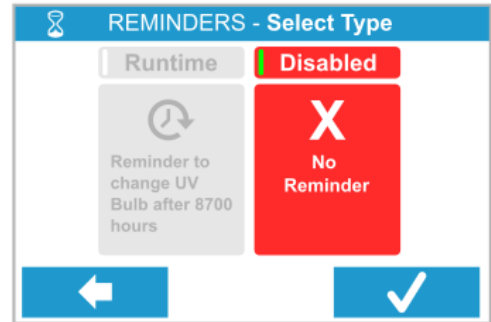 REMINDERS - Select Type
Runtime
Disabled
Reminder to
change UV
Bulb after 8700
hours
X
No
Reminder